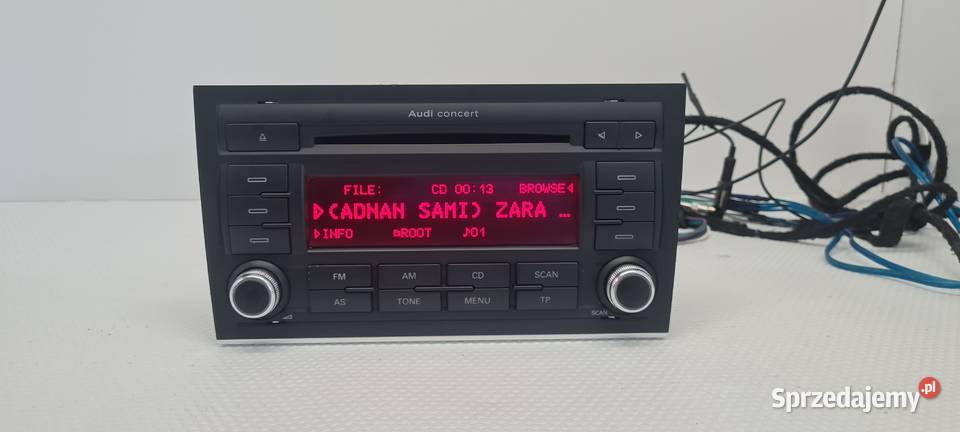 Audi concert
FILE: CD 00:13 BROWSE
(ADNAN SAMI) ZARA …
INFO ROOT ♪01
FM AM CD SCAN
AS TONE MENU TP
SCAN
Sprzedajemy.pl